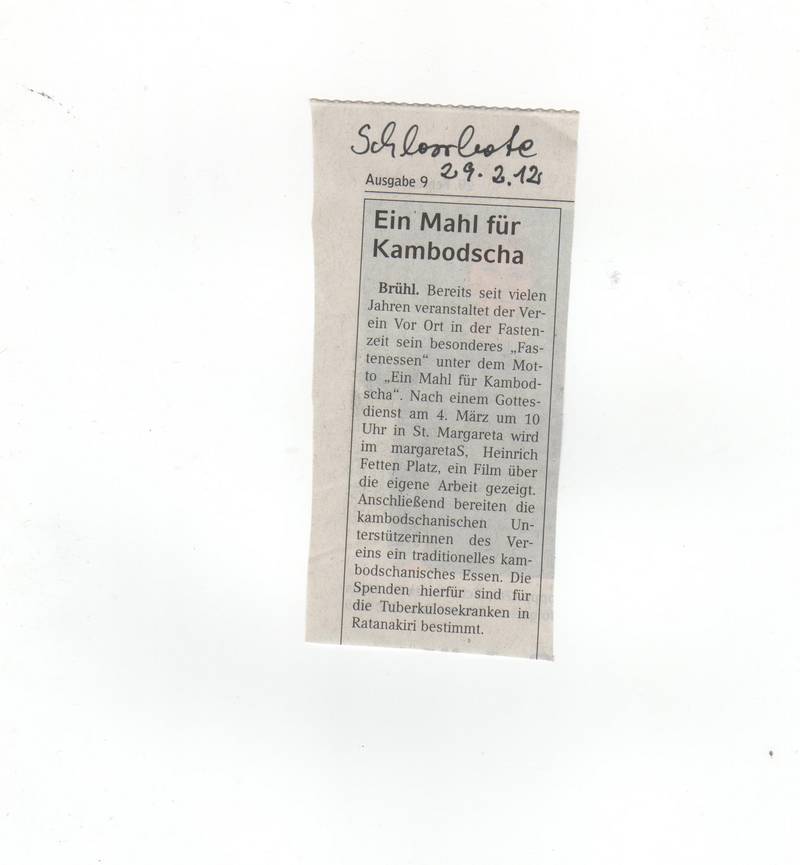 Schlossbote
29.2.12
Ausgabe 9
Ein Mahl für
Kambodscha
Brühl. Bereits seit vielen
Jahren veranstaltet der Ver-
ein Vor Ort in der Fasten-
zeit sein besonderes „Fas-
tenessen“ unter dem Mot-
to „Ein Mahl für Kambod-
scha“. Nach einem Gottes-
dienst am 4. März um 10
Uhr in St. Margareta wird
im margaretaS, Heinrich
Fetten Platz, ein Film über
die eigene Arbeit gezeigt.
Anschließend bereiten die
kambodschanischen Un-
terstützerinnen des Ver-
eins ein traditionelles kam-
bodschanisches Essen. Die
Spenden hierfür sind für
die Tuberkulosekranken in
Ratanakiri bestimmt.